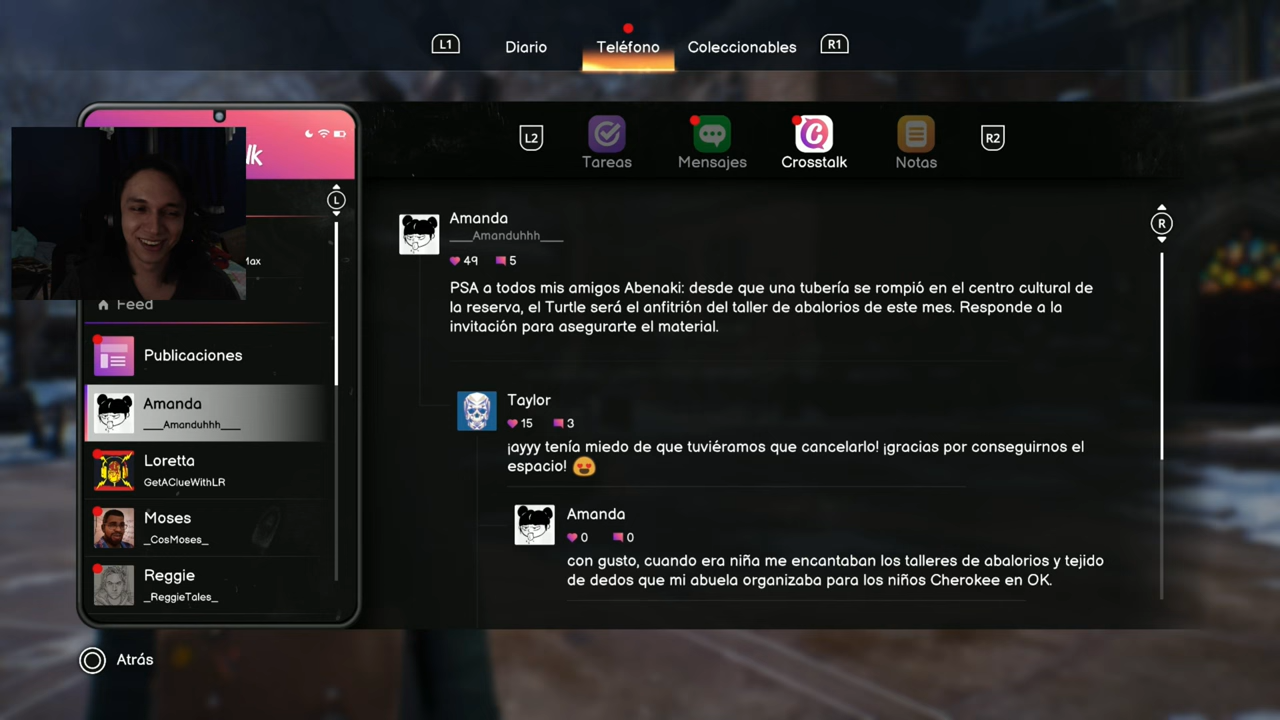 L1
Diario
Teléfono
Coleccionables
R1
L2
Tareas
Mensajes
Crosstalk
Notas
R2
L
Feed
Publicaciones
Amanda
___Amanduhhh___
Loretta
GetAClueWithLR
Moses
_CosMoses_
Reggie
_ReggieTales_
Amanda
___Amanduhhh___
49 5
PSA a todos mis amigos Abenaki: desde que una tubería se rompió en el centro cultural de
la reserva, el Turtle será el anfitrión del taller de abalorios de este mes. Responde a la
invitación para asegurarte el material.
Taylor
15 3
¡ayyy tenía miedo de que tuviéramos que cancelarlo! ¡gracias por conseguirnos el
espacio!
Amanda
0 0
con gusto, cuando era niña me encantaban los talleres de abalorios y tejido
de dedos que mi abuela organizaba para los niños Cherokee en OK.
R
Atrás